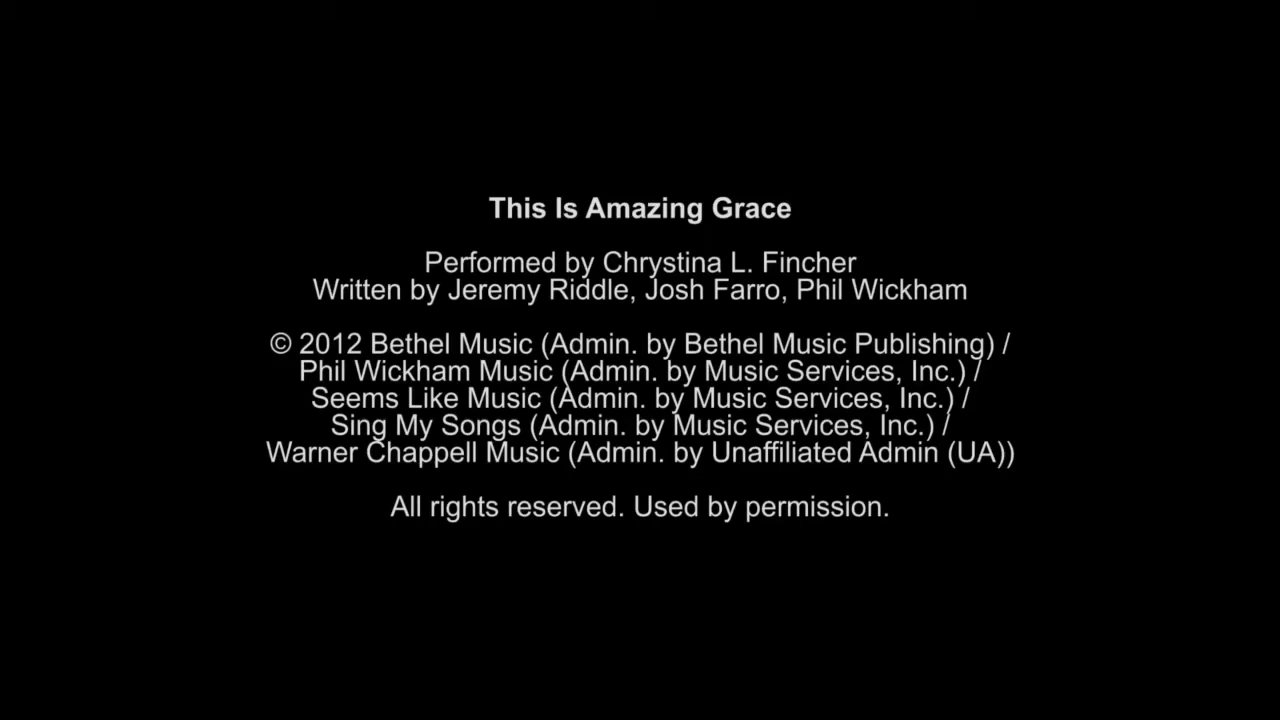 This Is Amazing Grace
Performed by Chrystina L. Fincher
Written by Jeremy Riddle, Josh Farro, Phil Wickham
© 2012 Bethel Music (Admin. by Bethel Music Publishing) /
Phil Wickham Music (Admin. by Music Services, Inc.) /
Seems Like Music (Admin. by Music Services, Inc.) /
Sing My Songs (Admin. by Music Services, Inc.) /
Warner Chappell Music (Admin. by Unaffiliated Admin (UA))
All rights reserved. Used by permission.